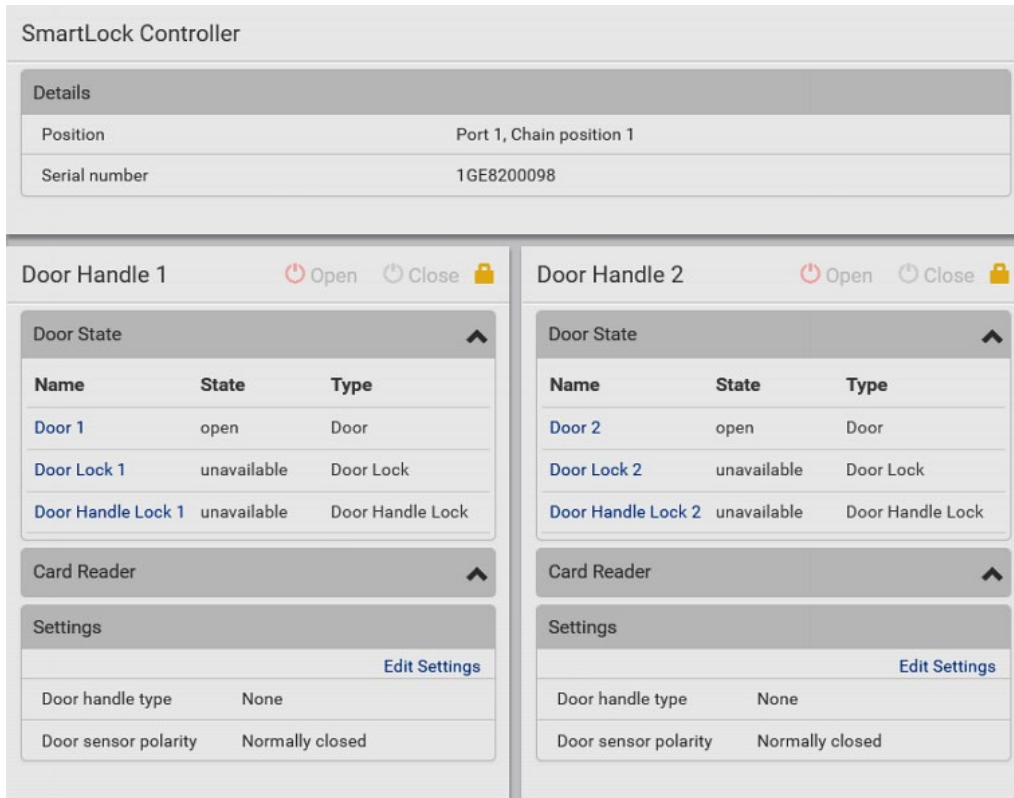 SmartLock Controller
Details
Position Port 1, Chain position 1
Serial number 1GE8200098
Door Handle 1 Open Close
Door State
Name State Type
Door 1 open Door
Door Lock 1 unavailable Door Lock
Door Handle Lock 1 unavailable Door Handle Lock
Card Reader
Settings
Edit Settings
Door handle type None
Door sensor polarity Normally closed
Door Handle 2 Open Close
Door State
Name State Type
Door 2 open Door
Door Lock 2 unavailable Door Lock
Door Handle Lock 2 unavailable Door Handle Lock
Card Reader
Settings
Edit Settings
Door handle type None
Door sensor polarity Normally closed